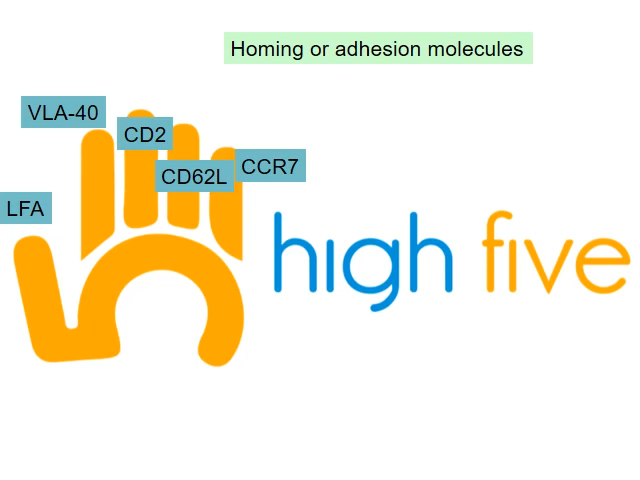 Homing or adhesion molecules
VLA-40
CD2
CD62L
CCR7
LFA
high five